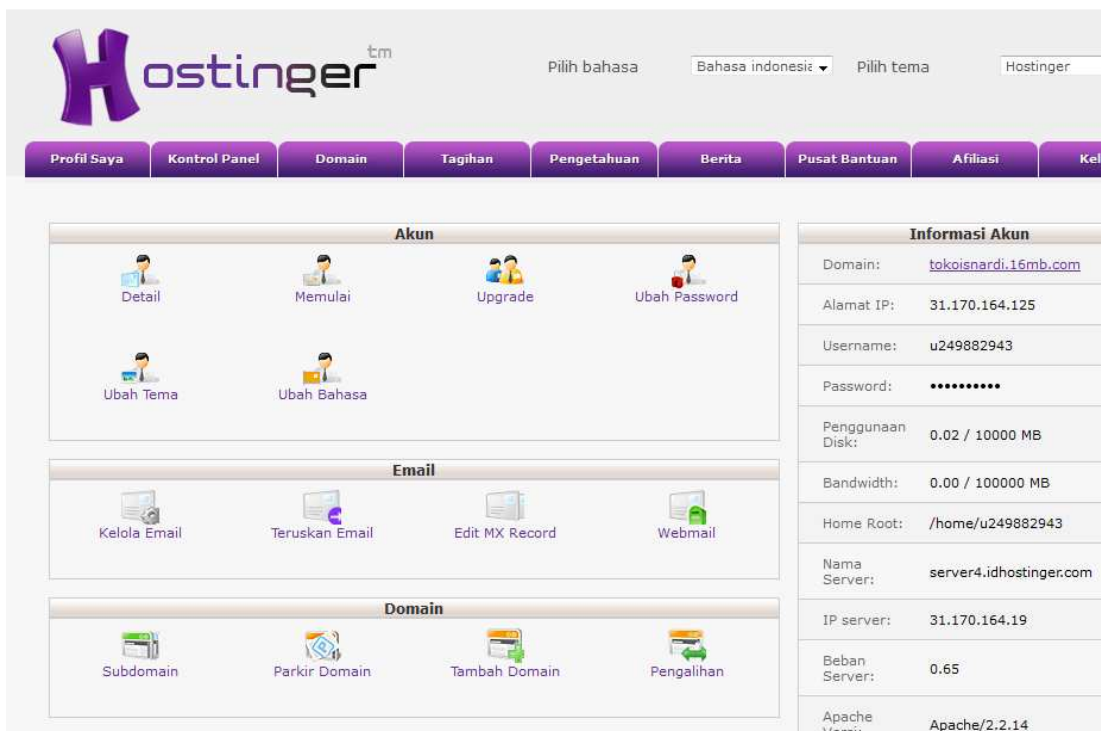 Hostinger tm
Pilih bahasa Bahasa indonesia Pilih tema Hostinger
Profil Saya Kontrol Panel Domain Tagihan Pengetahuan Berita Pusat Bantuan Afiliasi Kel
Akun
Detail Memulai Upgrade Ubah Password
Ubah Tema Ubah Bahasa
Email
Kelola Email Teruskan Email Edit MX Record Webmail
Domain
Subdomain Parkir Domain Tambah Domain Pengalihan
Informasi Akun
Domain: tokoisnardi.16mb.com
Alamat IP: 31.170.164.125
Username: u249882943
Password: ••••••••••
Penggunaan
Disk: 0.02 / 10000 MB
Bandwidth: 0.00 / 100000 MB
Home Root: /home/u249882943
Nama
Server: server4.idhostinger.com
IP server: 31.170.164.19
Beban
Server: 0.65
Apache
Apache/2.2.14